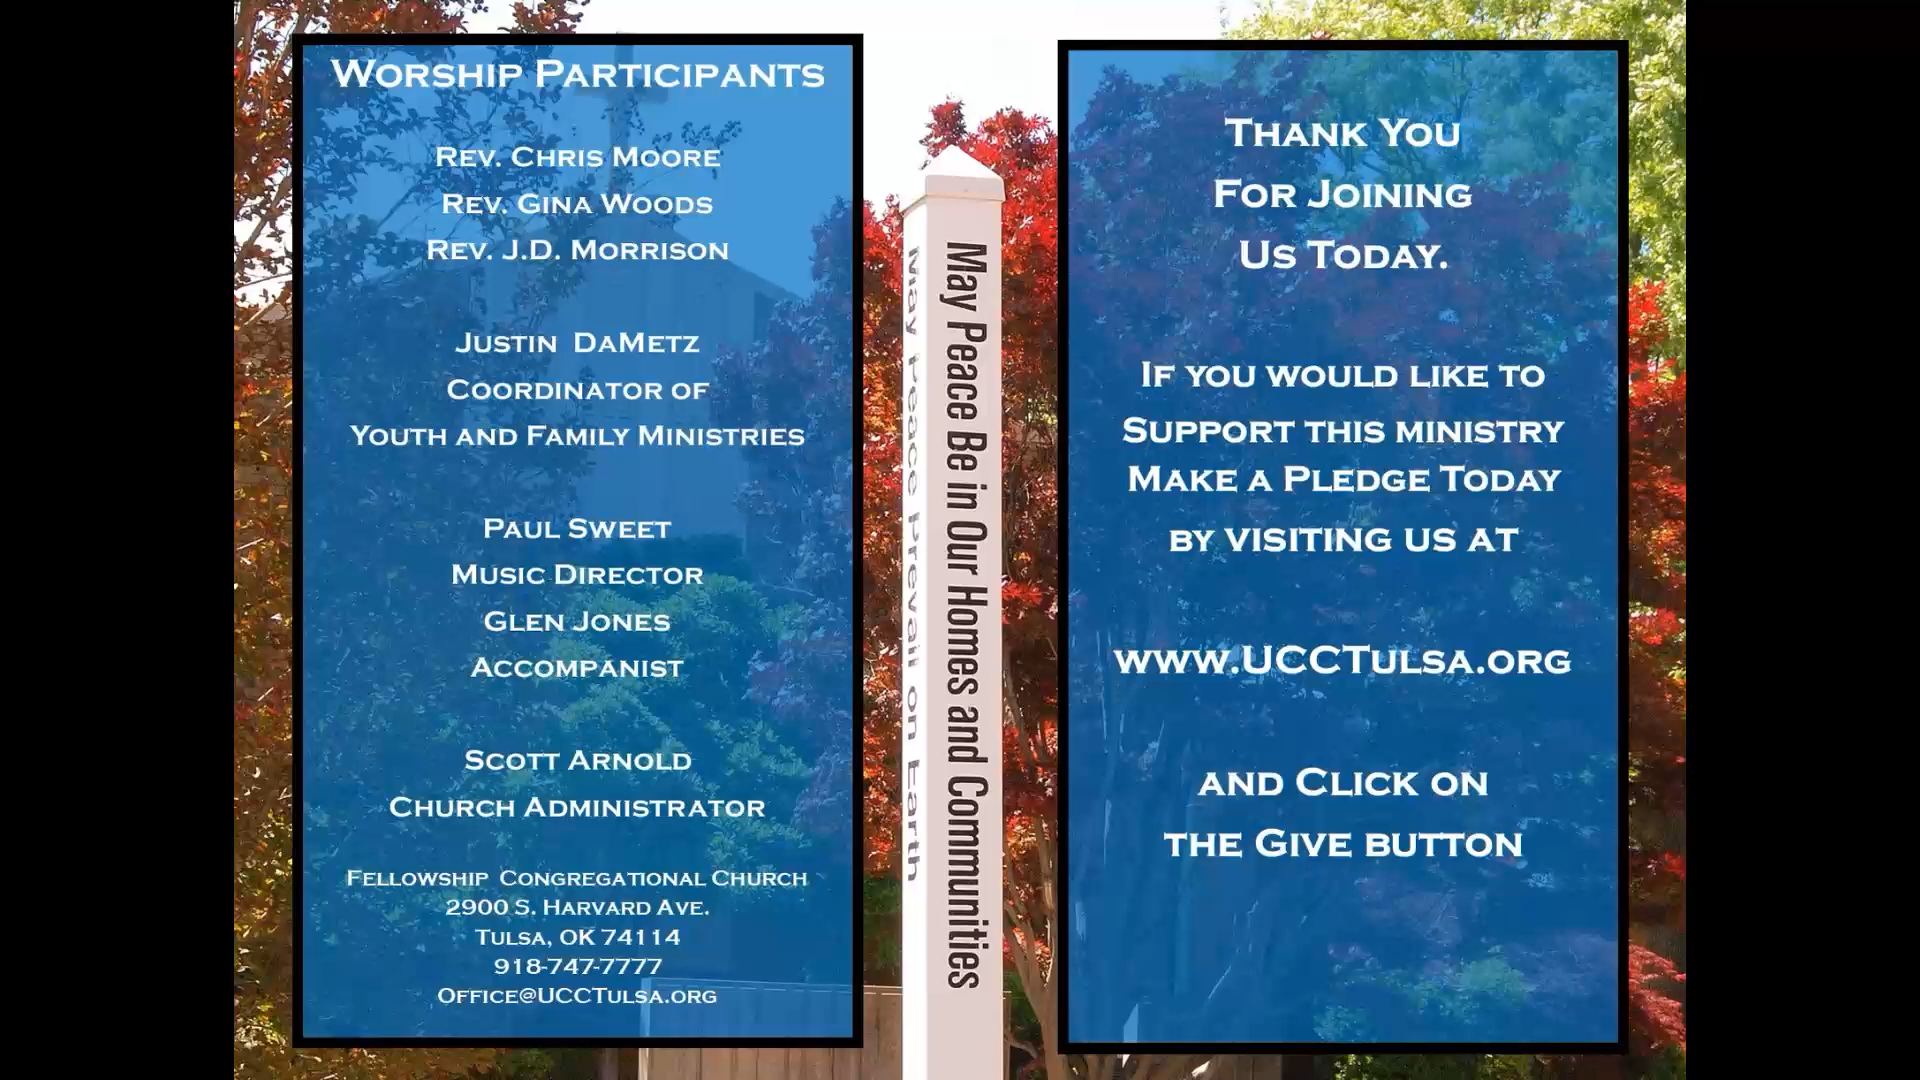 Worship Participants
Rev. Chris Moore
Rev. Gina Woods
Rev. J.D. Morrison
Justin DaMetz
Coordinator of
Youth and Family Ministries
Paul Sweet
Music Director
Glen Jones
Accompanist
Scott Arnold
Church Administrator
Fellowship Congregational Church
2900 S. Harvard Ave.
Tulsa, OK 74114
918-747-7777
Office@UCCTulsa.org
May Peace Prevail on Earth
May Peace Be in Our Homes and Communities
Thank You
For Joining
Us Today.
If you would like to
Support this ministry
Make a Pledge Today
by visiting us at
www.UCCTulsa.org
and Click on
the Give button